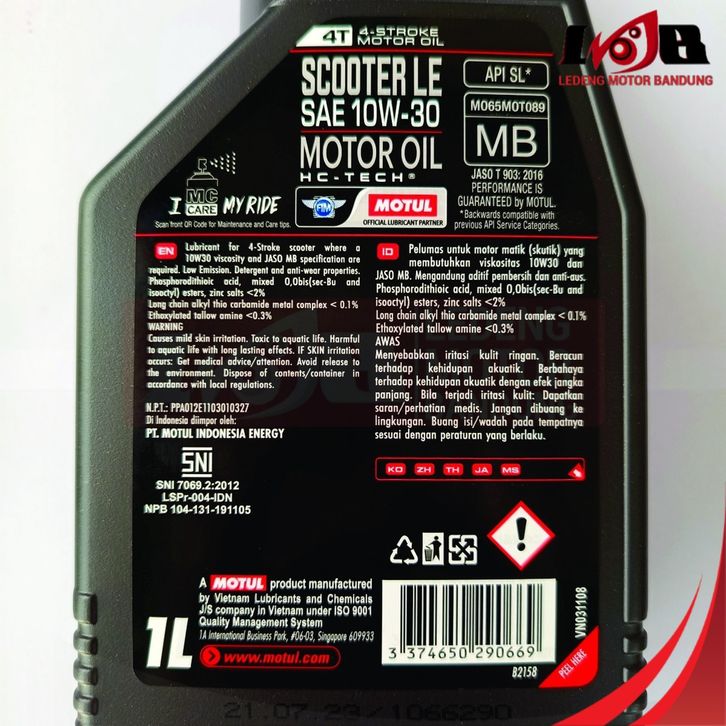 LEDENG MOTOR BANDUNG
4T 4-STROKE MOTOR OIL
SCOOTER LE
SAE 10W-30
MOTOR OIL
HC-TECH®
API SL*
M065MOT089
MB
JASO T 903: 2016
PERFORMANCE IS
GUARANTEED by MOTUL.
*Backwards compatible with
previous API Service Categories.
I MC CARE MY RIDE
Scan front QR Code for Maintenance and Care tips.
FIM MOTUL
OFFICIAL LUBRICANT PARTNER
EN Lubricant for 4-Stroke scooter where a
10W30 viscosity and JASO MB specification are
required. Low Emission. Detergent and anti-wear properties.
Phosphorodithioic acid, mixed O,Obis(sec-Bu and
isooctyl) esters, zinc salts <2%
Long chain alkyl thio carbamide metal complex < 0.1%
Ethoxylated tallow amine <0.3%
WARNING
Causes mild skin irritation. Toxic to aquatic life. Harmful
to aquatic life with long lasting effects. IF SKIN irritation
occurs: Get medical advice/attention. Avoid release to
the environment. Dispose of contents/container in
accordance with local regulations.
N.P.T.: PPA012E1103010327
Di Indonesia diimpor oleh:
PT. MOTUL INDONESIA ENERGY
SNI
SNI 7069.2:2012
LSPr-004-IDN
NPB 104-131-191105
ID Pelumas untuk motor matik (skutik) yang
membutuhkan viskositas 10W30 dan
JASO MB. Mengandung aditif pembersih dan anti-aus.
Phosphorodithioic acid, mixed O,Obis(sec-Bu and
isooctyl) esters, zinc salts <2%
Long chain alkyl thio carbamide metal complex < 0.1%
Ethoxylated tallow amine <0.3%
AWAS
Menyebabkan iritasi kulit ringan. Beracun
terhadap kehidupan akuatik. Berbahaya
terhadap kehidupan akuatik dengan efek jangka
panjang. Bila terjadi iritasi kulit: Dapatkan
saran/perhatian medis. Jangan dibuang ke
lingkungan. Buang isi/wadah pada tempatnya
sesuai dengan peraturan yang berlaku.
KO ZH TH JA MS
A MOTUL product manufactured
by Vietnam Lubricants and Chemicals
J/S company in Vietnam under ISO 9001
Quality Management System
1A International Business Park, #06-03, Singapore 609933
1L
www.motul.com
3 374650 290669
B2158
VN031108
PEEL HERE
21.07.23/1066290